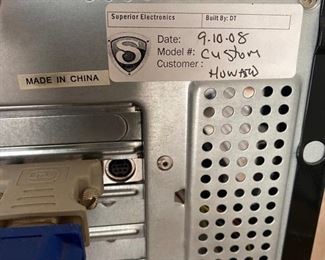 Superior Electronics Built By: DT
Date: 9.10.08
Model #: Custom
Customer: Howard
MADE IN CHINA